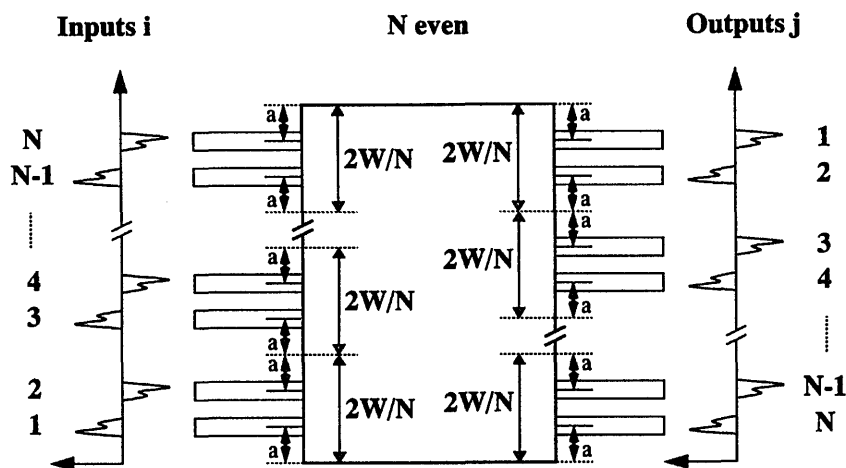 Inputs i N even Outputs j
a a
N 2W/N 2W/N 1
N-1 2
a a
a a
4 2W/N 3
3 2W/N 4
a a
a a
2 2W/N 2W/N N-1
1 N
a a